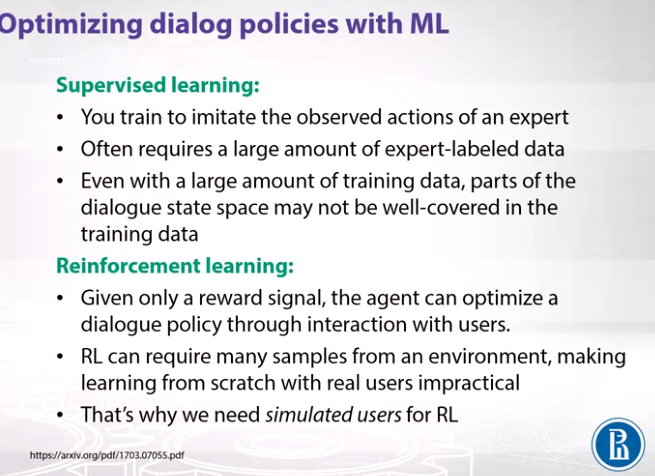 Optimizing dialog policies with ML
Supervised learning:
• You train to imitate the observed actions of an expert
• Often requires a large amount of expert-labeled data
• Even with a large amount of training data, parts of the
dialogue state space may not be well-covered in the
training data
Reinforcement learning:
• Given only a reward signal, the agent can optimize a
dialogue policy through interaction with users.
• RL can require many samples from an environment, making
learning from scratch with real users impractical
• That's why we need simulated users for RL
https://arxiv.org/pdf/1703.07055.pdf